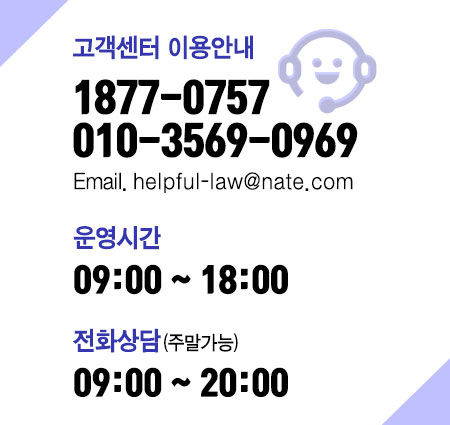 고객센터 이용안내
1877-0757
010-3569-0969
Email. helpful-law@nate.com
운영시간
09:00 ~ 18:00
전화상담(주말가능)
09:00 ~ 20:00